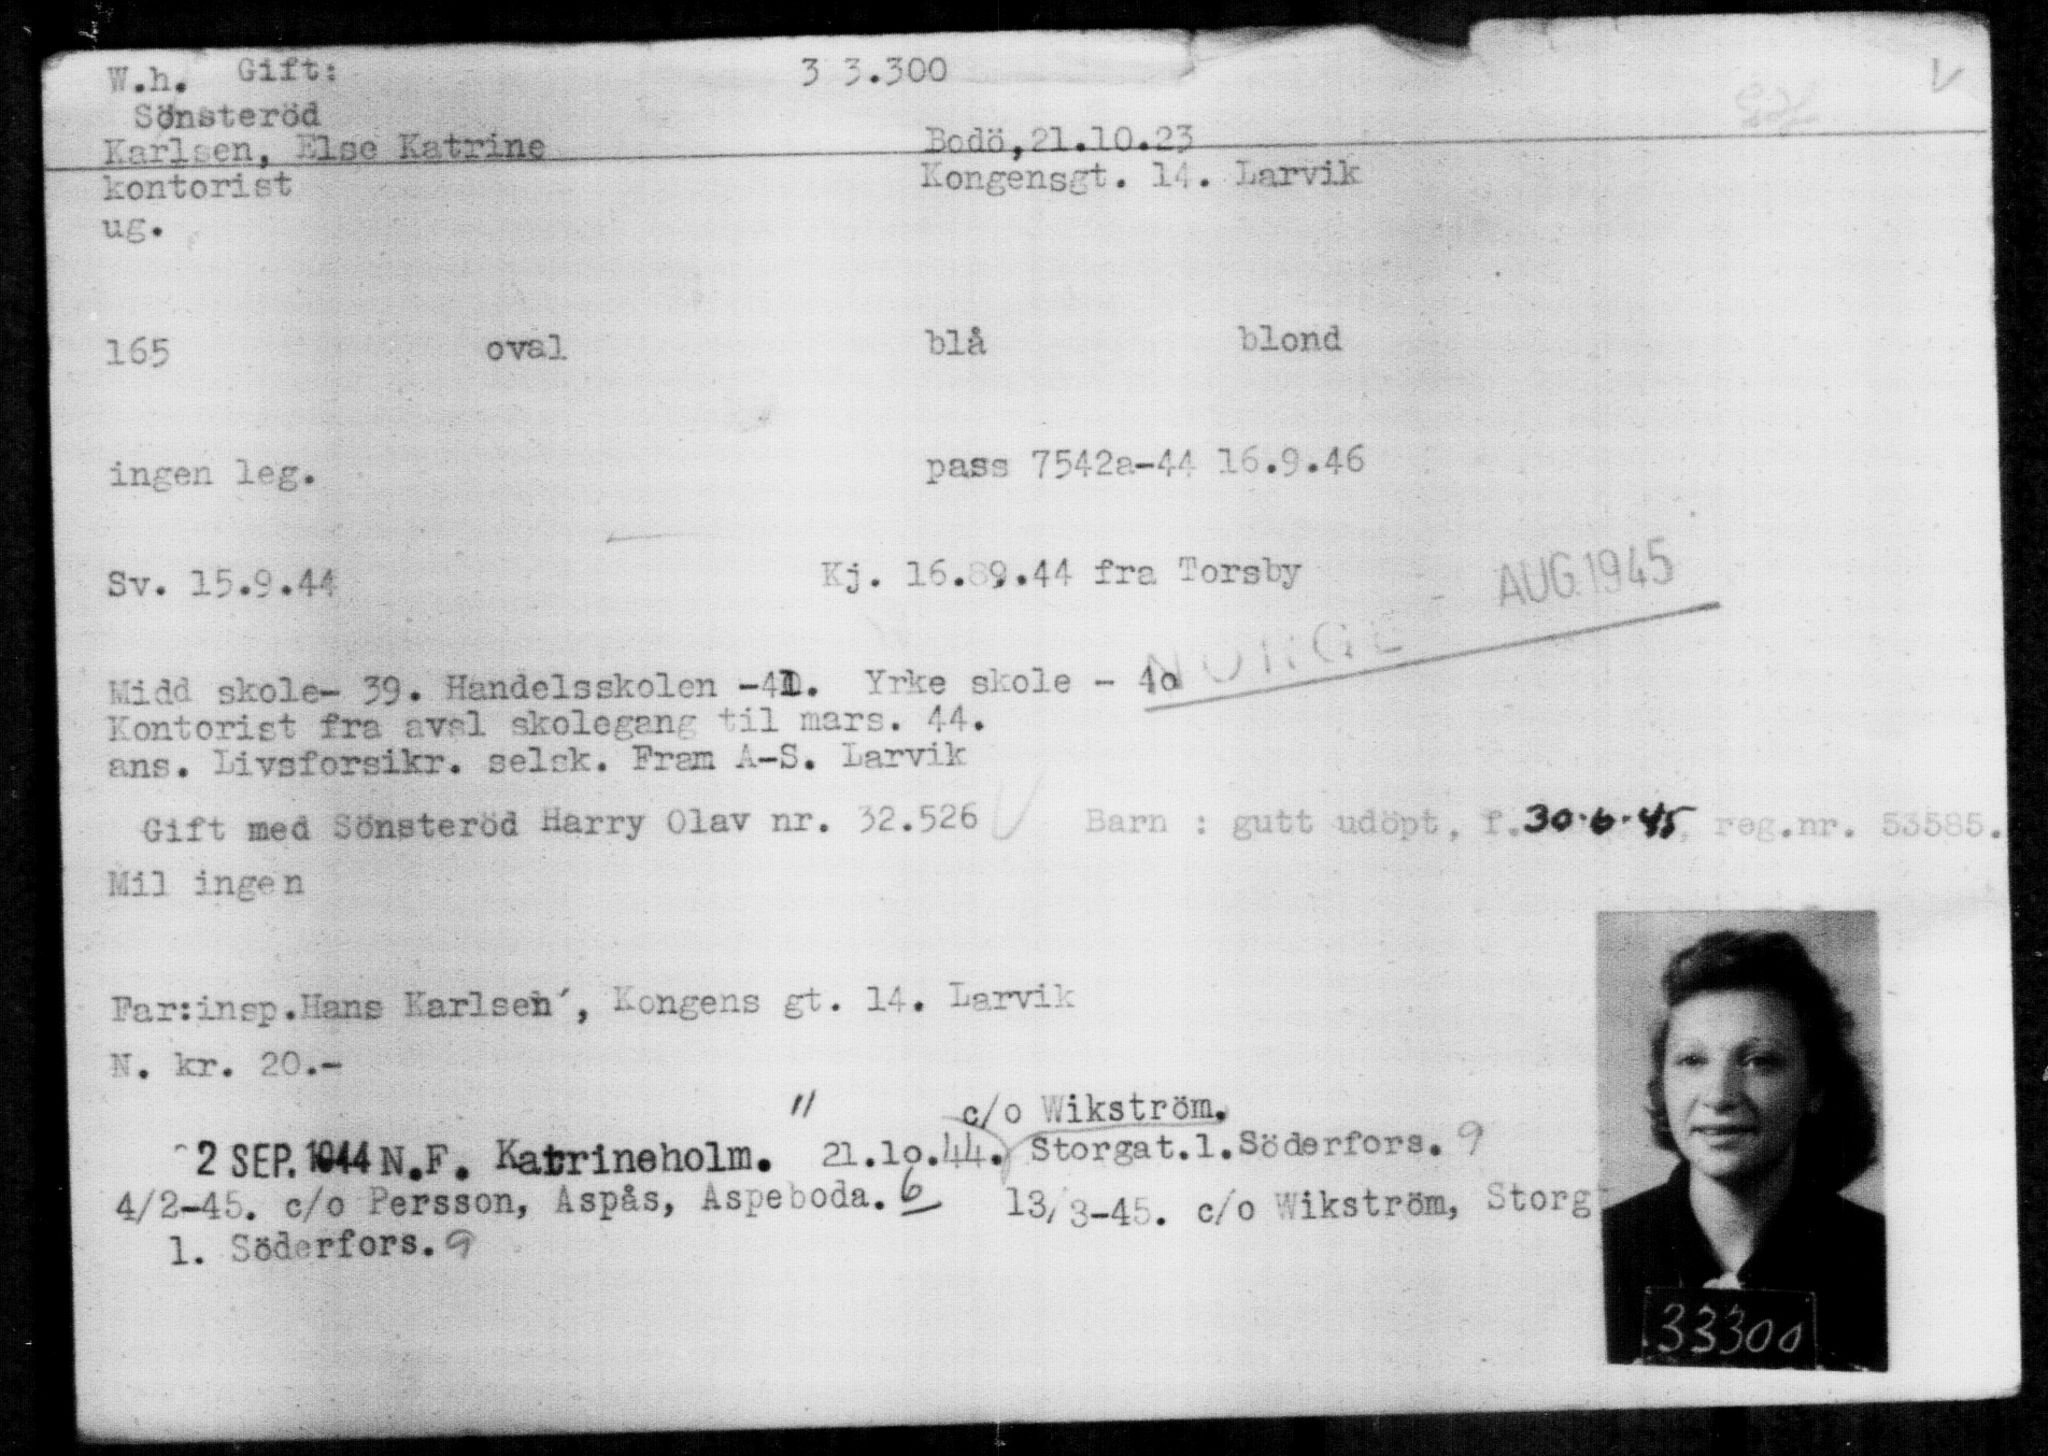 W.h. Gift: 3 3.300
Sönsteröd
Karlsen, Else Katrine Bodö, 21.10.23
kontorist Kongensgt. 14. Larvik
ug.
165 oval blå blond
ingen leg. pass 7542a-44 16.9.46
Sv. 15.9.44 Kj. 16.9.44 fra Torsby
NORGE - AUG. 1945
Midd skole- 39. Handelsskolen -41. Yrke skole - 40
Kontorist fra avsl skolegang til mars. 44.
ans. Livsforsikr. selsk. Fram A-S. Larvik
Gift med Sönsteröd Harry Olav nr. 32.526 Barn : gutt udöpt, f. 30.6.45, reg.nr. 53585.
Mil ingen
Far:insp.Hans Karlsen, Kongens gt. 14. Larvik
N. kr. 20.-
" c/o Wikström.
2 SEP. 1944 N.F. Katrineholm. 21.10.44. Storgat.1.Söderfors. 9
4/2-45. c/o Persson, Aspås, Aspeboda. 6 13/3-45. c/o Wikström, Storg
1. Söderfors. 9
33300